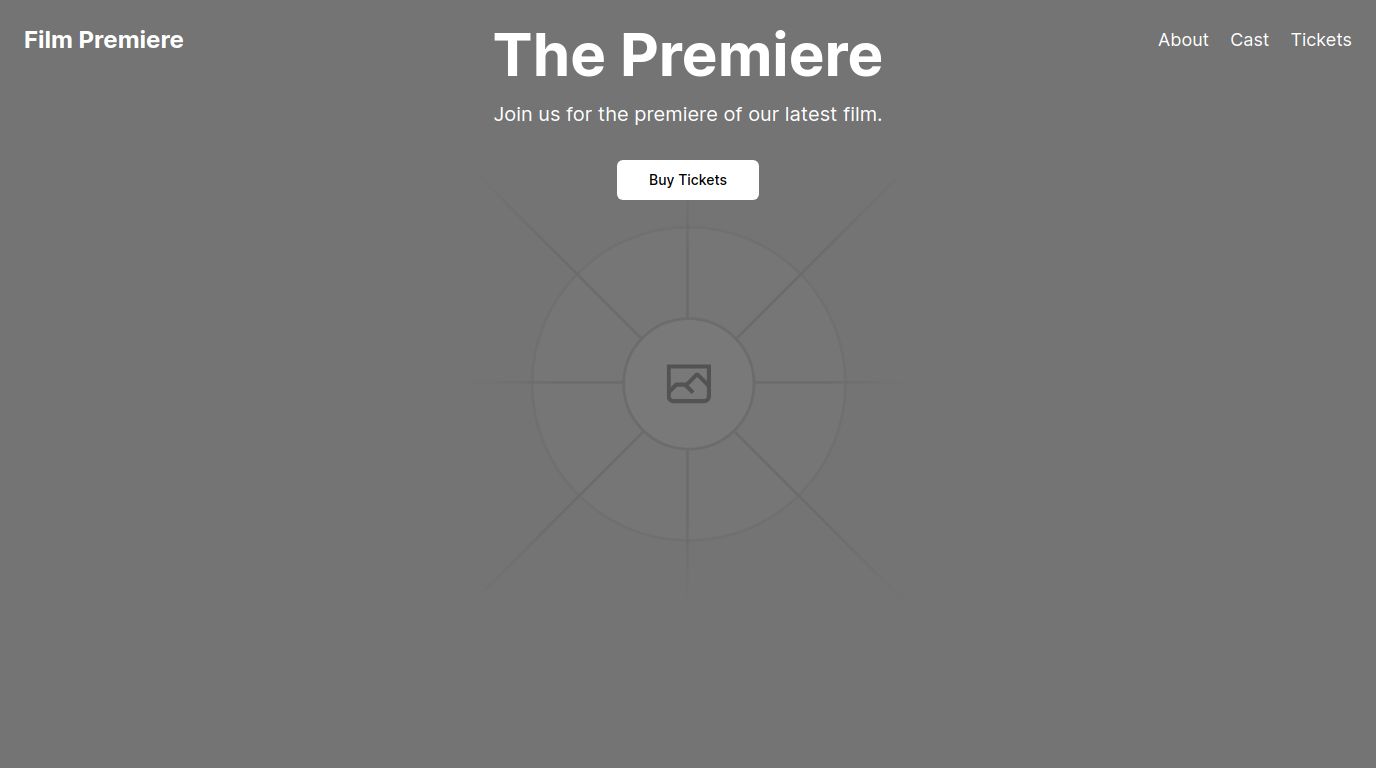 Film Premiere
The Premiere
About Cast Tickets
Join us for the premiere of our latest film.
Buy Tickets